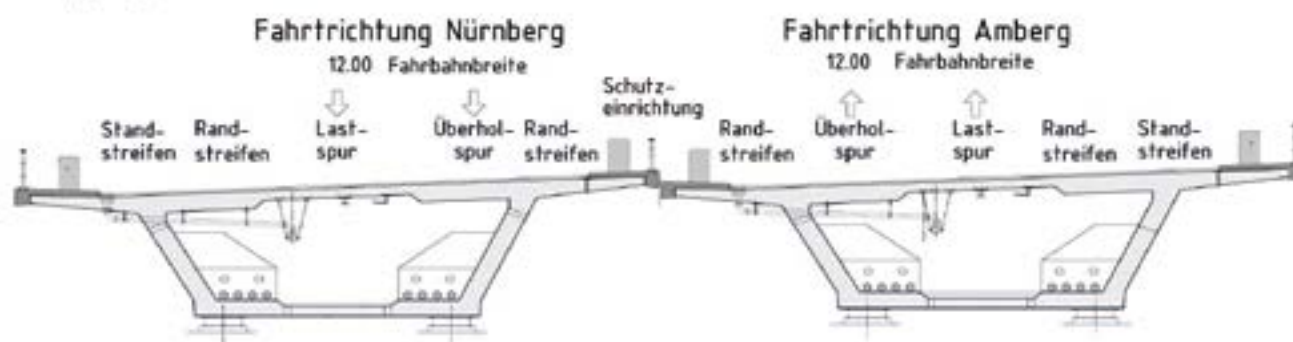 Fahrtrichtung Nürnberg
12.00 Fahrbahnbreite
Stand-
streifen
Rand-
streifen
Last-
spur
Überhol-
spur
Rand-
streifen
Schutz-
einrichtung
Fahrtrichtung Amberg
12.00 Fahrbahnbreite
Rand-
streifen
Überhol-
spur
Last-
spur
Rand-
streifen
Stand-
streifen